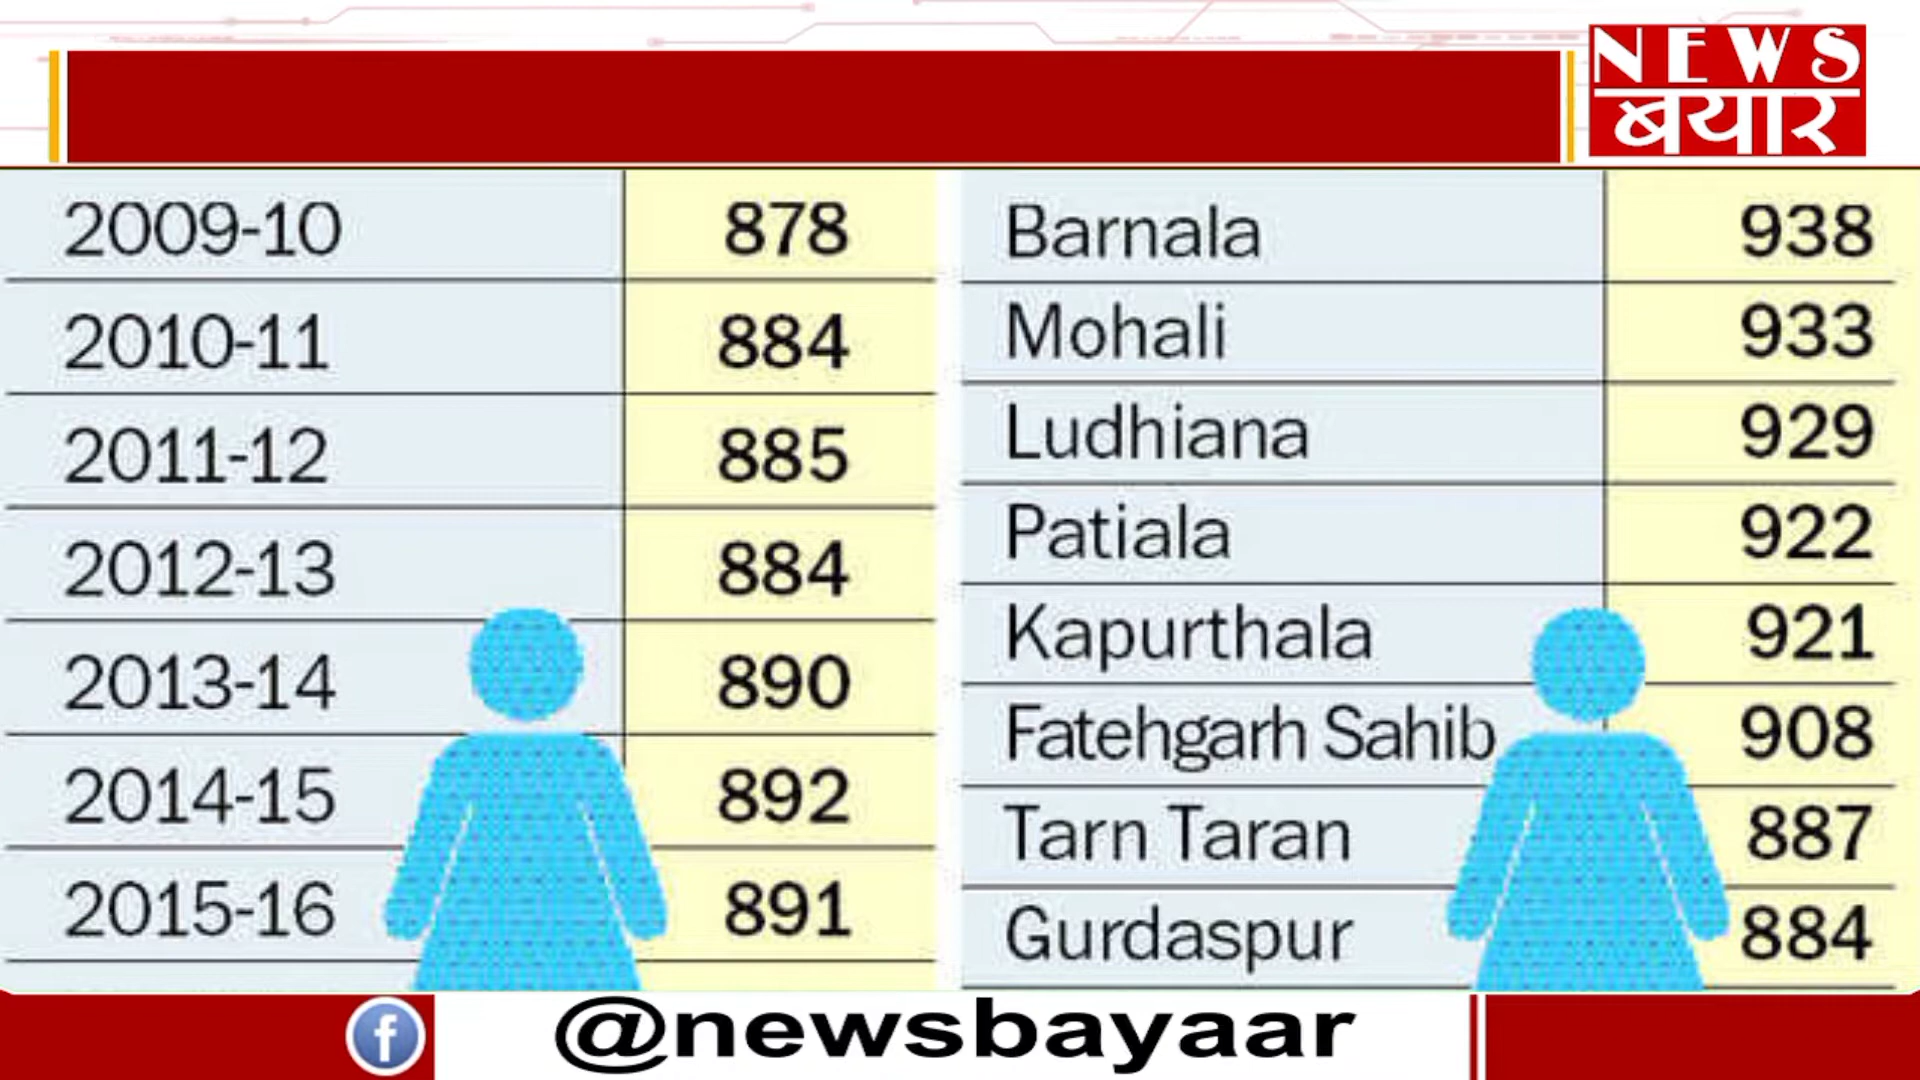 NEWS
बयार
2009-10 878
2010-11 884
2011-12 885
2012-13 884
2013-14 890
2014-15 892
2015-16 891
Barnala 938
Mohali 933
Ludhiana 929
Patiala 922
Kapurthala 921
Fatehgarh Sahib 908
Tarn Taran 887
Gurdaspur 884
f
@newsbayaar